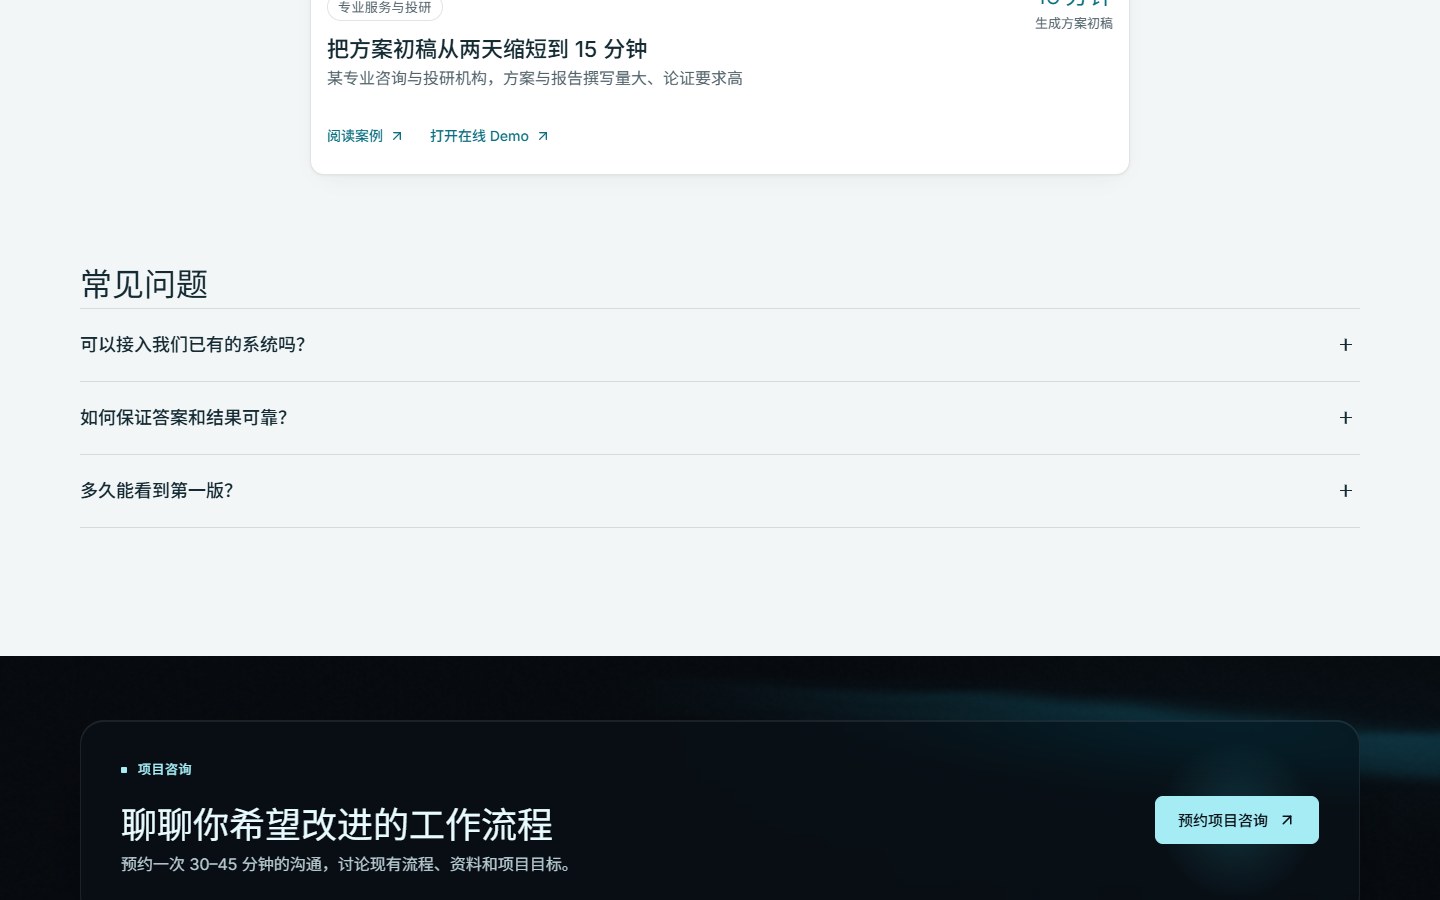 专业服务与投研
生成方案初稿
把方案初稿从两天缩短到 15 分钟
某专业咨询与投研机构，方案与报告撰写量大、论证要求高
阅读案例
打开在线 Demo
常见问题
可以接入我们已有的系统吗？
如何保证答案和结果可靠？
多久能看到第一版？
项目咨询
聊聊你希望改进的工作流程
预约一次 30–45 分钟的沟通，讨论现有流程、资料和项目目标。
预约项目咨询